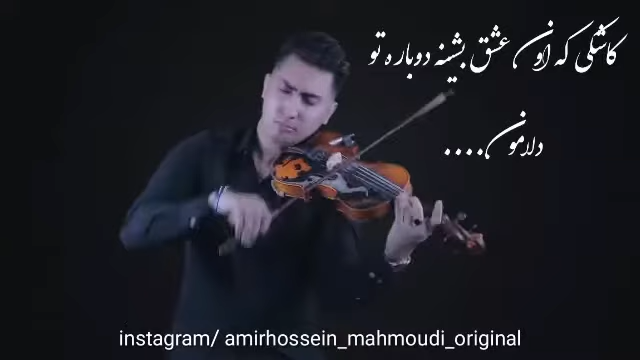 کاشکی که اون عشق بشینه دوباره تو
دلامون....
instagram/ amirhossein_mahmoudi_original